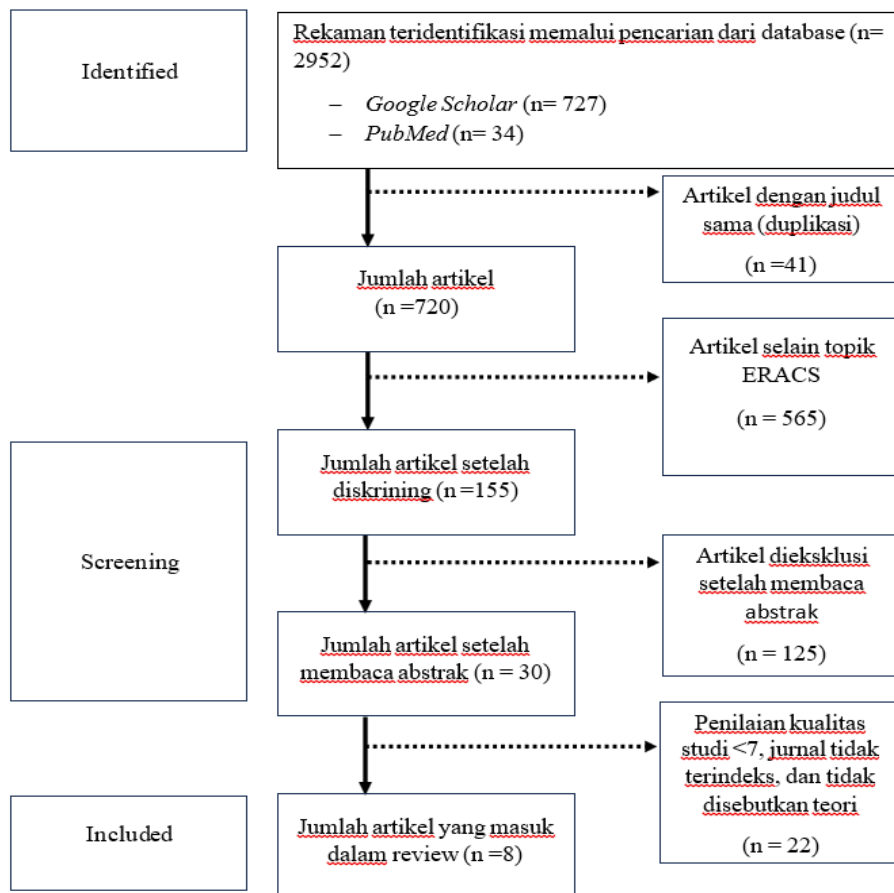 Identified
Rekaman teridentifikasi memalui pencarian dari database (n=
2952)
– Google Scholar (n= 727)
– PubMed (n= 34)
Artikel dengan judul
sama (duplikasi)
(n =41)
Jumlah artikel
(n =720)
Artikel selain topik
ERACS
(n = 565)
Screening
Jumlah artikel setelah
diskrining (n =155)
Artikel dieksklusi
setelah membaca
abstrak
(n = 125)
Jumlah artikel setelah
membaca abstrak (n = 30)
Penilaian kualitas
studi <7, jurnal tidak
terindeks, dan tidak
disebutkan teori
(n = 22)
Included
Jumlah artikel yang masuk
dalam review (n =8)